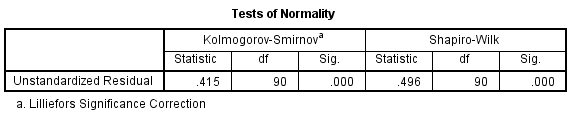 Tests of Normality
Kolmogorov-Smirnova Shapiro-Wilk
Statistic df Sig. Statistic df Sig.
Unstandardized Residual .415 90 .000 .496 90 .000
a. Lilliefors Significance Correction